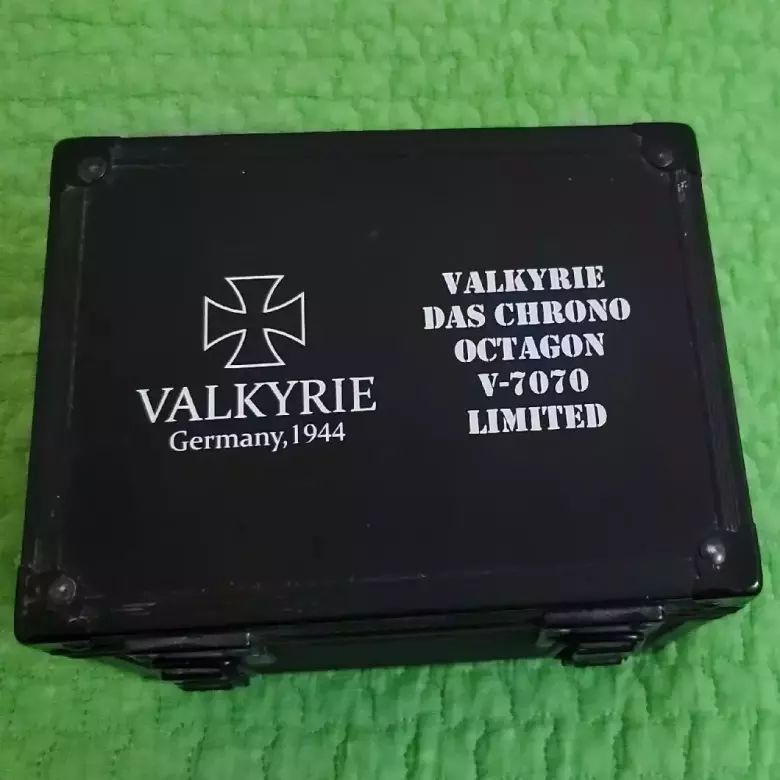 VALKYRIE
Germany,1944
VALKYRIE
DAS CHRONO
OCTAGON
V-7070
LIMITED